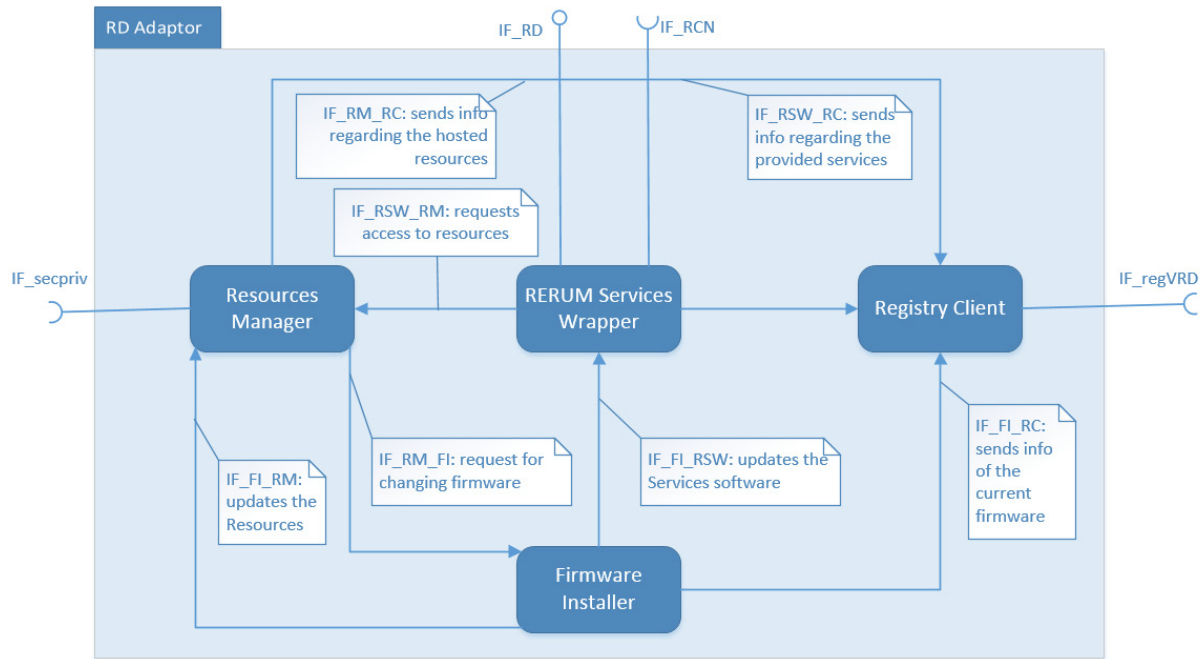 RD Adaptor
IF_RD
IF_RCN
IF_RM_RC: sends info
regarding the hosted
resources
IF_RSW_RC: sends
info regarding the
provided services
IF_RSW_RM: requests
access to resources
IF_secpriv
Resources
Manager
RERUM Services
Wrapper
Registry Client
IF_regVRD
IF_FI_RM:
updates the
Resources
IF_RM_FI: request for
changing firmware
IF_FI_RSW: updates the
Services software
IF_FI_RC:
sends info
of the
current
firmware
Firmware
Installer